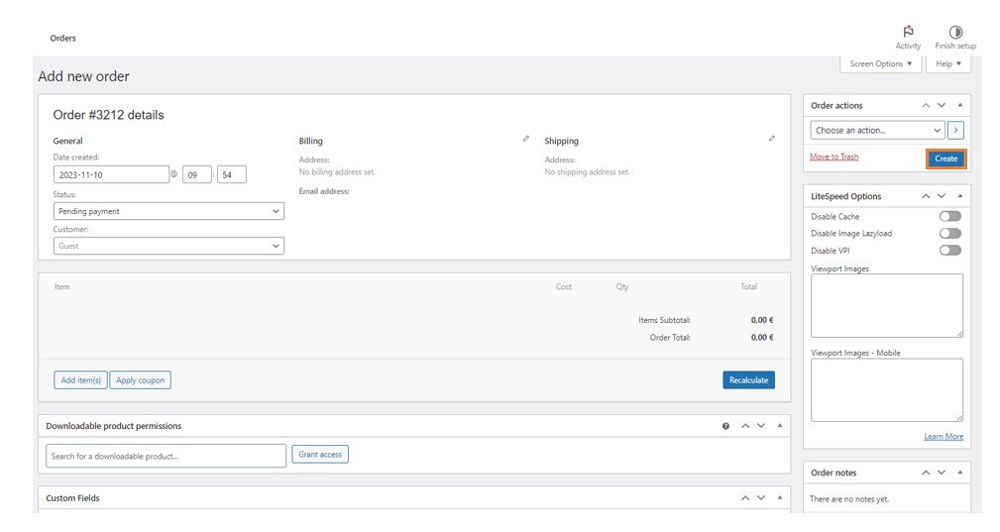 Orders
Activity
Finish setup
Screen Options ▼
Help ▼
Add new order
Order #3212 details
General
Date created:
2023-11-10 @ 09 : 54
Status:
Pending payment
Customer:
Guest
Billing
Address:
No billing address set.
Email address:
Shipping
Address:
No shipping address set.
Item Cost Qty Total
Items Subtotal: 0,00 €
Order Total: 0,00 €
Add item(s) Apply coupon Recalculate
Downloadable product permissions
Search for a downloadable product...
Grant access
Custom Fields
Order actions
Choose an action...
Move to Trash
Create
LiteSpeed Options
Disable Cache
Disable Image Lazyload
Disable VPI
Viewport Images
Viewport Images - Mobile
Learn More
Order notes
There are no notes yet.